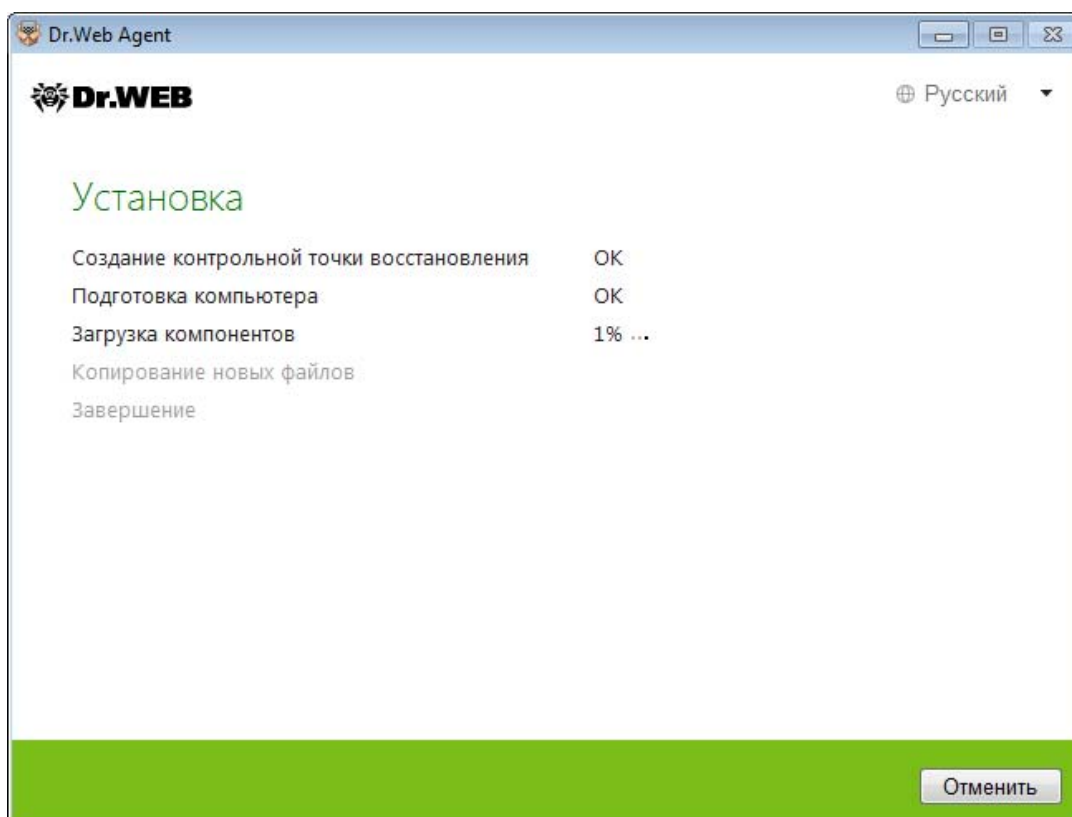 Dr.Web Agent
Dr.WEB
Русский
Установка
Создание контрольной точки восстановления OK
Подготовка компьютера OK
Загрузка компонентов 1% ...
Копирование новых файлов
Завершение
Отменить